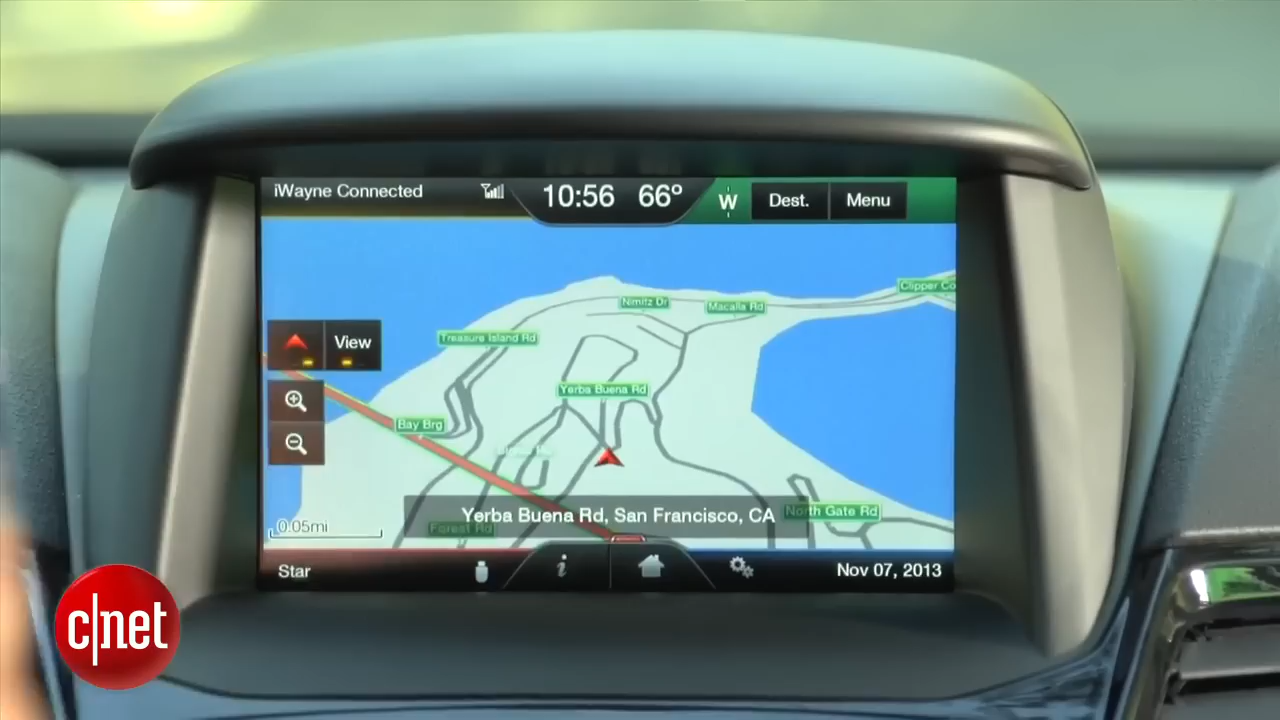 iWayne Connected
10:56 66°
W
Dest.
Menu
Clipper Co
Nimitz Dr
Macalla Rd
Treasure Island Rd
View
Yerba Buena Rd
Bay Brg
Yerba Buena Rd, San Francisco, CA
North Gate Rd
0.05mi
Forest Rd
Star
i
Nov 07, 2013
c|net